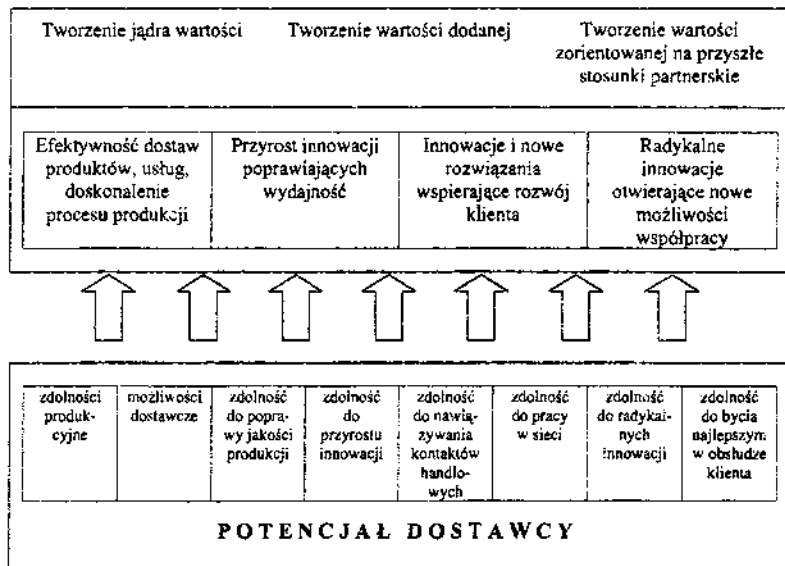 Tworzenie jądra wartości
Tworzenie wartości dodanej
Tworzenie wartości
zorientowanej na przyszłe
stosunki partnerskie
Efektywność dostaw
produktów, usług,
doskonalenie
procesu produkcji
Przyrost innowacji
poprawiających
wydajność
Innowacje i nowe
rozwiązania
wspierające rozwój
klienta
Radykalne
innowacje
otwierające nowe
możliwości
współpracy
zdolności
produk-
cyjne
możliwości
dostawcze
zdolność
do popra-
wy jakości
produkcji
zdolność
do
przyrostu
innowacji
zdolność
do nawią-
zywania
kontaktów
handlo-
wych
zdolność
do pracy
w sieci
zdolność
do radykal-
nych
innowacji
zdolność
do bycia
najlepszym
w obsłudze
klienta
POTENCJAŁ DOSTAWCY